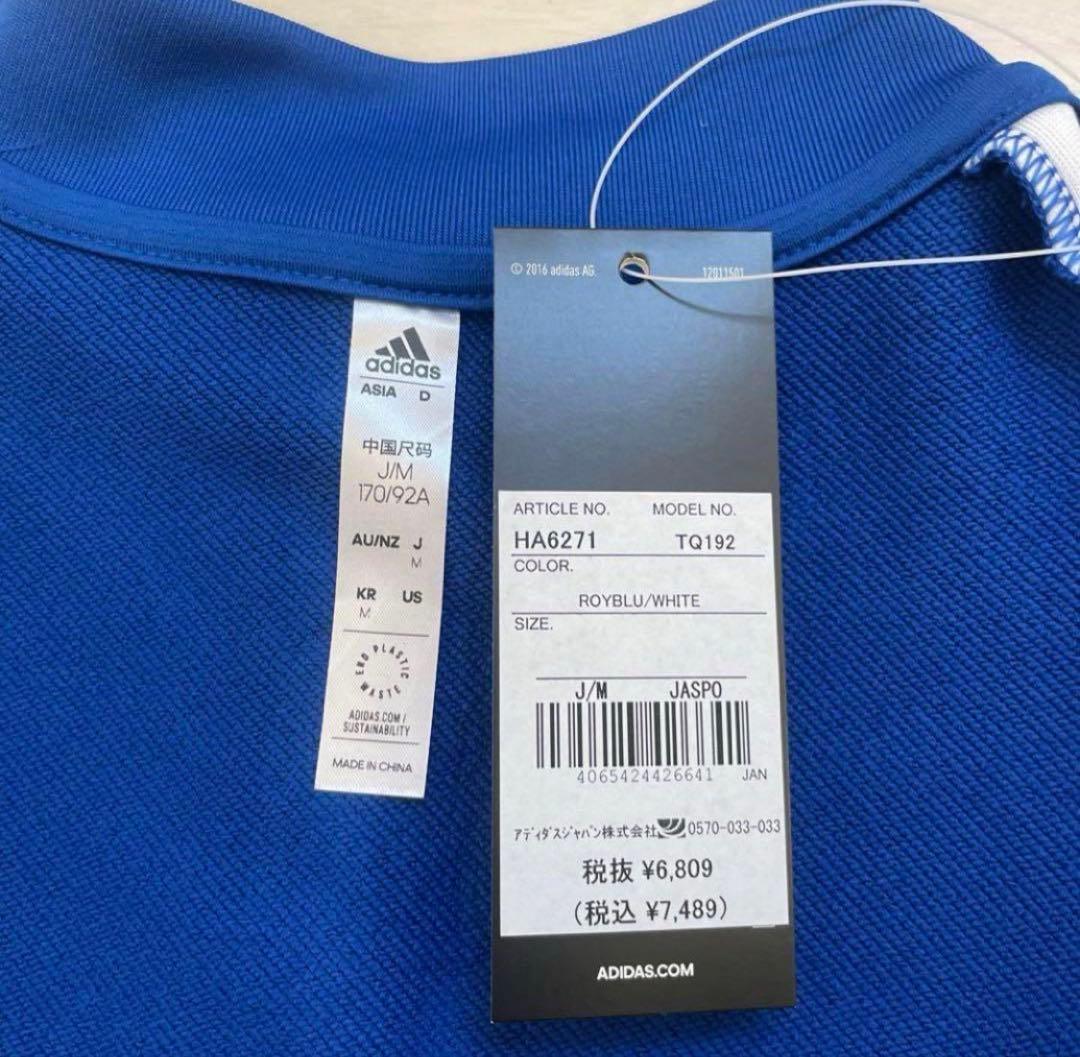 adidas
ASIA D
中国尺码
J/M
170/92A
AU/NZ J
M
KR US
M
END PLASTIC WASTE
ADIDAS.COM/
SUSTAINABILITY
MADE IN CHINA
© 2016 adidas AG 12011501
ARTICLE NO. MODEL NO.
HA6271 TQ192
COLOR.
ROYBLU/WHITE
SIZE.
J/M JASPO
4065424426641 JAN
アディダスジャパン株式会社 0570-033-033
税抜 ¥6,809
(税込 ¥7,489)
ADIDAS.COM